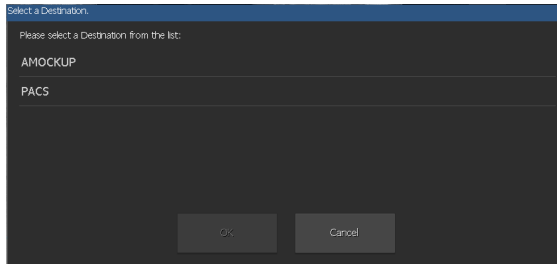 Select a Destination.
Please select a Destination from the list:
AMOCKUP
PACS
OK
Cancel